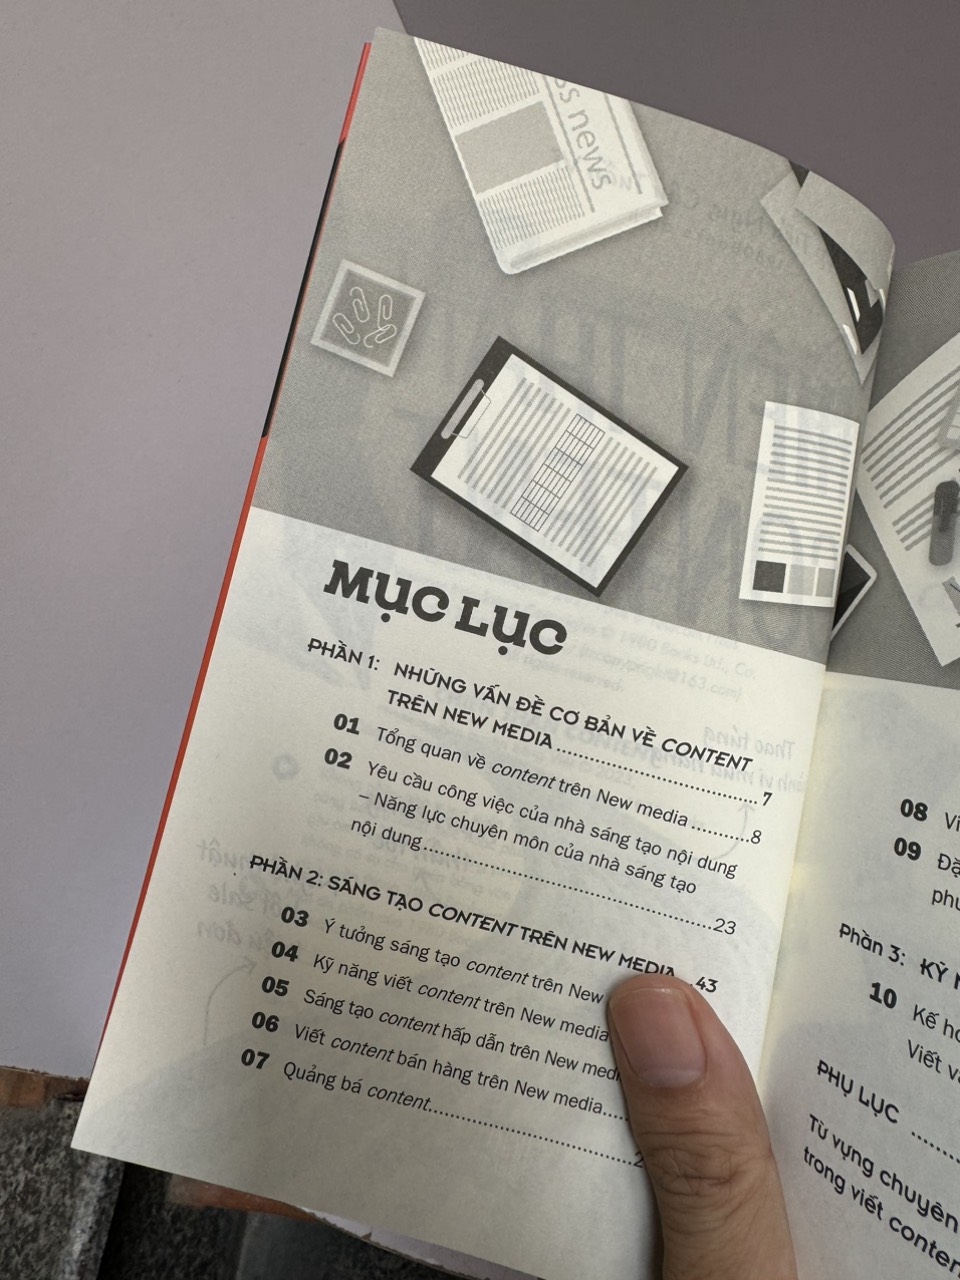 ss news
MỤC LỤC
PHẦN 1: NHỮNG VẤN ĐỀ CƠ BẢN VỀ CONTENT
TRÊN NEW MEDIA ........................................ 7
01 Tổng quan về content trên New media ..........8
02 Yêu cầu công việc của nhà sáng tạo nội dung
– Năng lực chuyên môn của nhà sáng tạo
nội dung..................................................23
PHẦN 2: SÁNG TẠO CONTENT TRÊN NEW MEDIA ..43
03 Ý tưởng sáng tạo content trên New
04 Kỹ năng viết content trên New media
05 Sáng tạo content hấp dẫn trên New medi
06 Viết content bán hàng trên New media.....
07 Quảng bá content....................................2
08 Vi
09 Đặ
phư
Phần 3: KỸ
10 Kế ho
Viết v
PHỤ LỤC ........
Từ vựng chuyên
trong viết conten